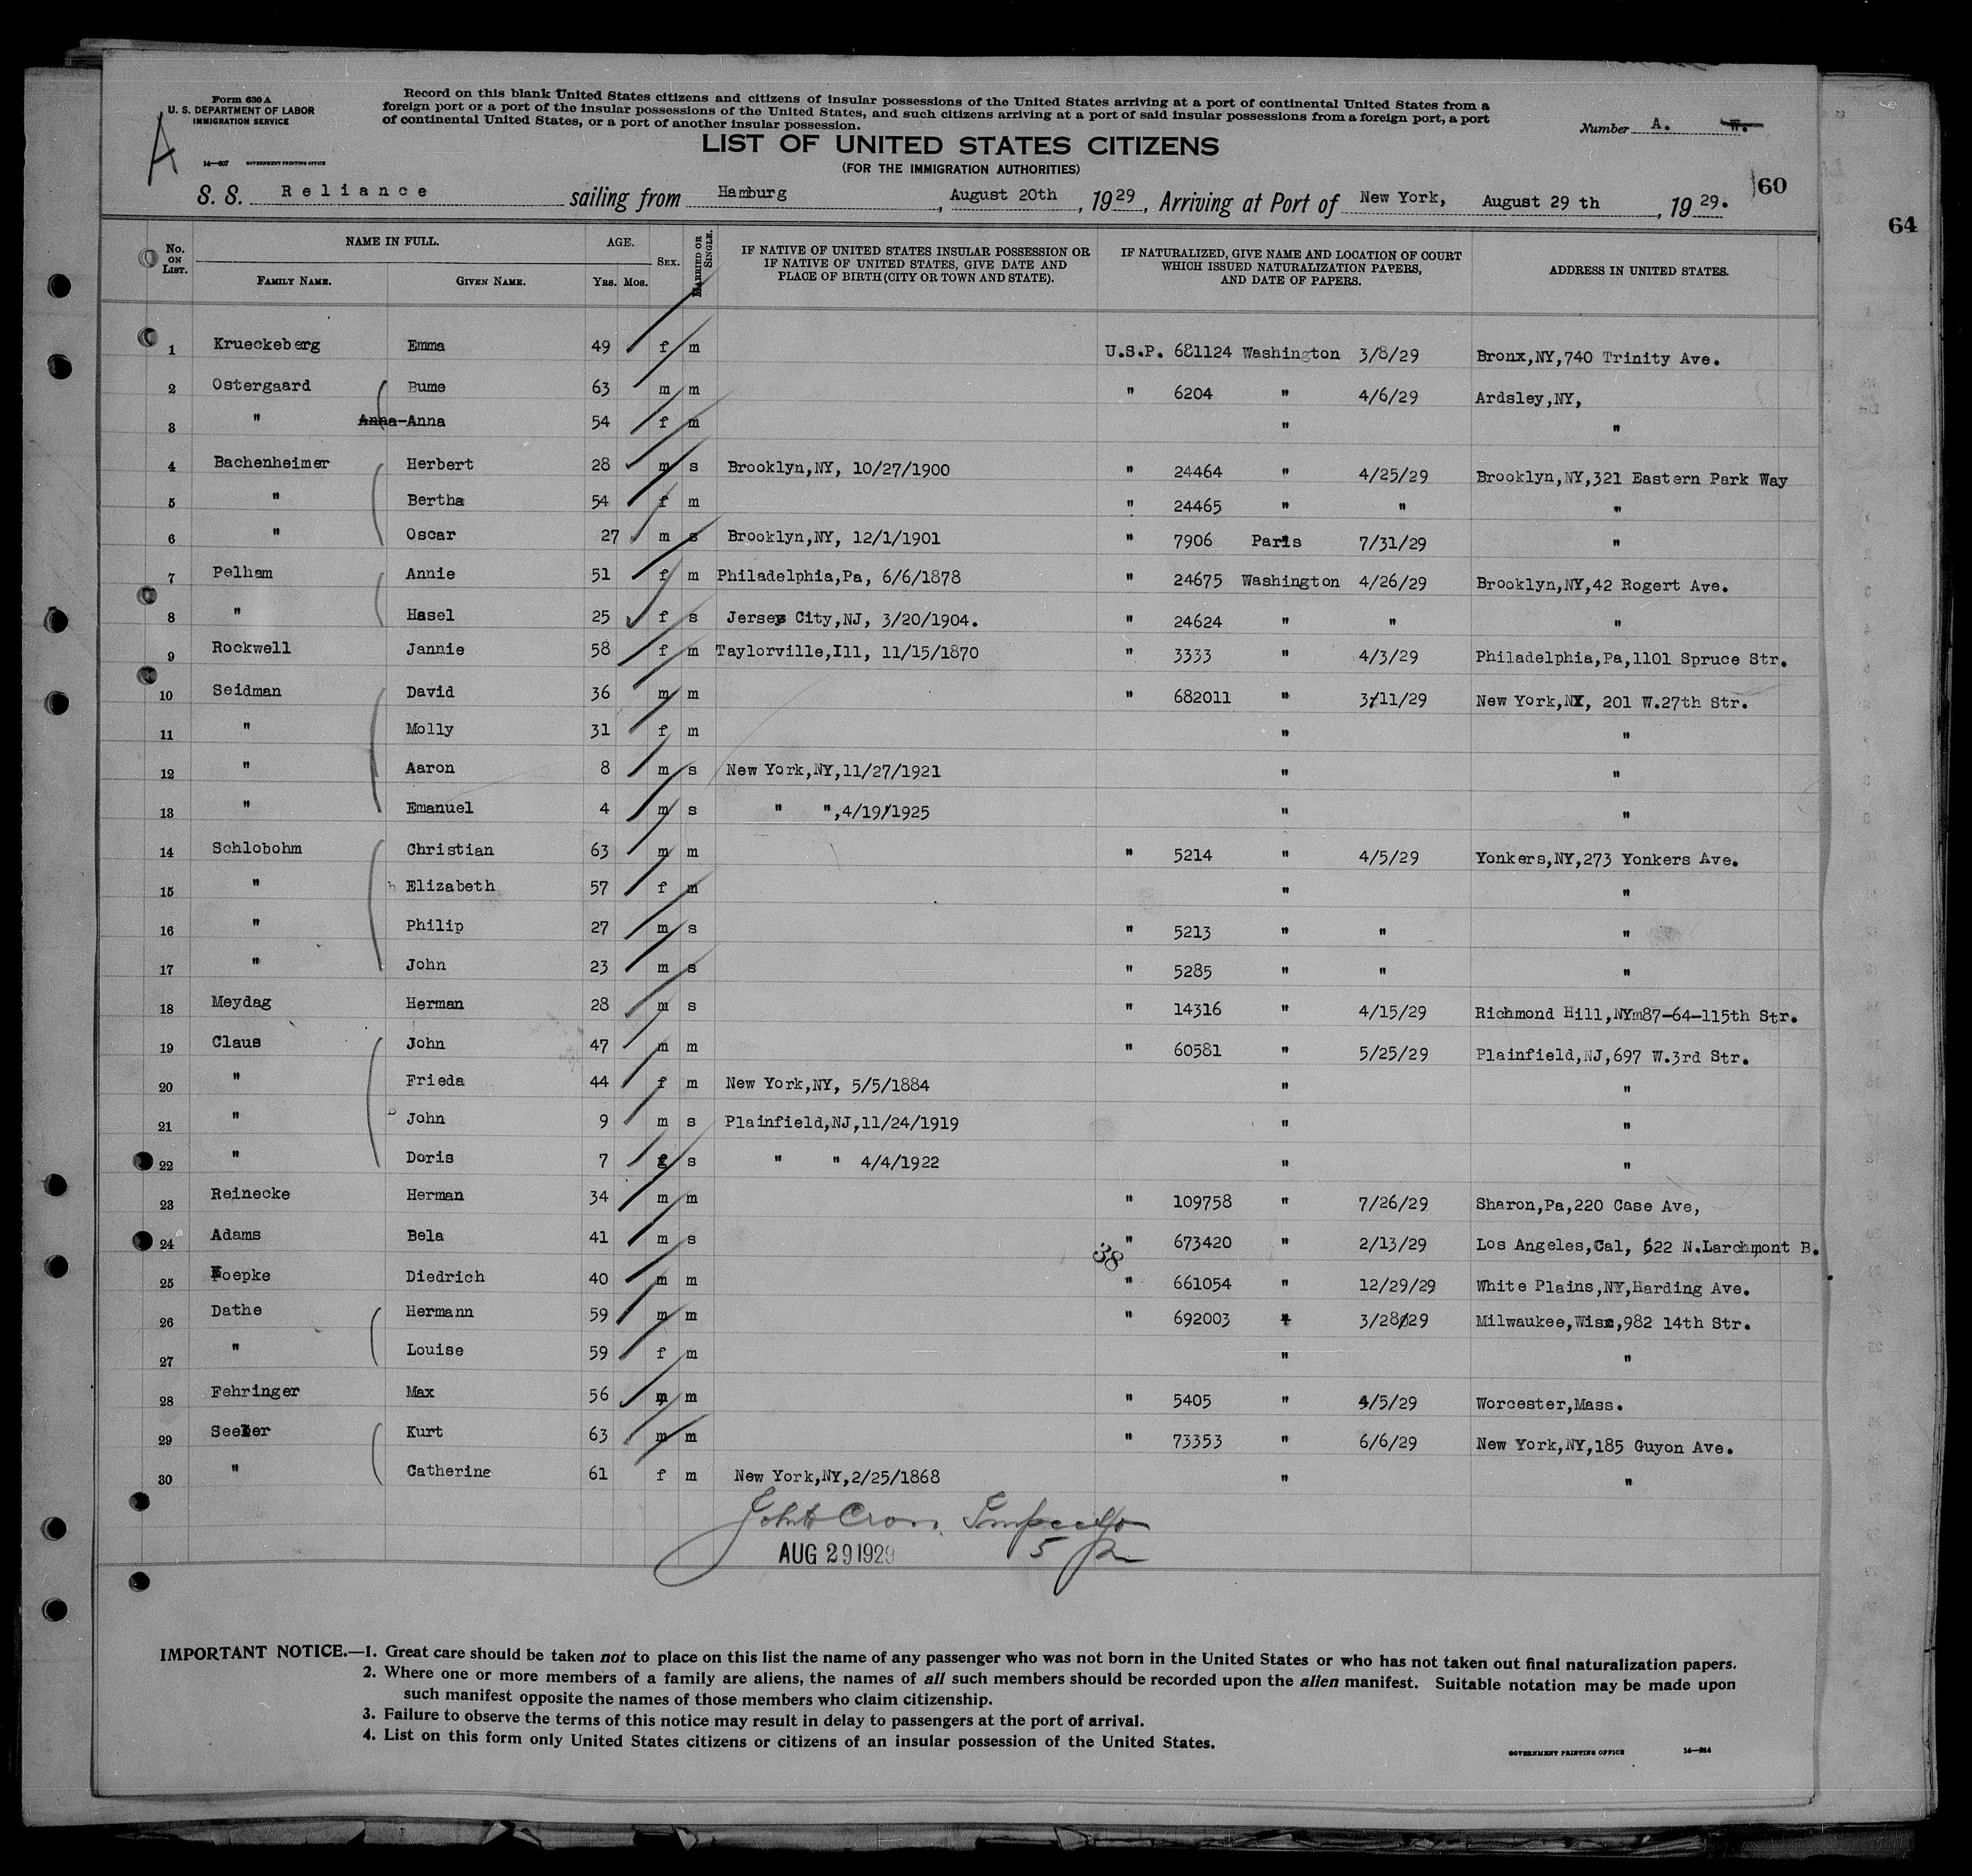 Form 630 A
U. S. DEPARTMENT OF LABOR
IMMIGRATION SERVICE
14—207 GOVERNMENT PRINTING OFFICE
A
Record on this blank United States citizens and citizens of insular possessions of the United States arriving at a port of continental United States from a
foreign port or a port of the insular possessions of the United States, and such citizens arriving at a port of said insular possessions from a foreign port, a port
of continental United States, or a port of another insular possession.
Number A. W.
LIST OF UNITED STATES CITIZENS
(FOR THE IMMIGRATION AUTHORITIES)
60
64
S. S. Reliance sailing from Hamburg, August 20th, 1929, Arriving at Port of New York, August 29 th, 1929.
No. ON LIST. NAME IN FULL. AGE. SEX. MARRIED OR SINGLE. IF NATIVE OF UNITED STATES INSULAR POSSESSION OR IF NATIVE OF UNITED STATES, GIVE DATE AND PLACE OF BIRTH (CITY OR TOWN AND STATE). IF NATURALIZED, GIVE NAME AND LOCATION OF COURT WHICH ISSUED NATURALIZATION PAPERS, AND DATE OF PAPERS. ADDRESS IN UNITED STATES.
FAMILY NAME. GIVEN NAME. YRS. MOS.
1 Krueckeberg Emma 49 f m U.S.P. 681124 Washington 3/8/29 Bronx,NY,740 Trinity Ave.
2 Ostergaard Bume 63 m m " 6204 " 4/6/29 Ardsley,NY,
3 " Anna-Anna 54 f m " "
4 Bachenheimer Herbert 28 m s Brooklyn,NY, 10/27/1900 " 24464 " 4/25/29 Brooklyn,NY,321 Eastern Park Way
5 " Bertha 54 f m " 24465 " " "
6 " Oscar 27 m s Brooklyn,NY, 12/1/1901 " 7906 Paris 7/31/29 "
7 Pelham Annie 51 f m Philadelphia,Pa, 6/6/1878 " 24675 Washington 4/26/29 Brooklyn,NY,42 Rogert Ave.
8 " Hasel 25 f s Jersey City,NJ, 3/20/1904. " 24624 " " "
9 Rockwell Jannie 58 f m Taylorville,Ill, 11/15/1870 " 3333 " 4/3/29 Philadelphia,Pa,1101 Spruce Str.
10 Seidman David 36 m m " 682011 " 3/11/29 New York,NY, 201 W.27th Str.
11 " Molly 31 f m " "
12 " Aaron 8 m s New York,NY,11/27/1921 " "
13 " Emanuel 4 m s " ",4/19/1925 " "
14 Schlobohm Christian 63 m m " 5214 " 4/5/29 Yonkers,NY,273 Yonkers Ave.
15 " Elizabeth 57 f m " "
16 " Philip 27 m s " 5213 " " "
17 " John 23 m s " 5285 " " "
18 Meydag Herman 28 m s " 14316 " 4/15/29 Richmond Hill,NYm87-64-115th Str.
19 Claus John 47 m m " 60581 " 5/25/29 Plainfield,NJ,697 W.3rd Str.
20 " Frieda 44 f m New York,NY, 5/5/1884 " "
21 " John 9 m s Plainfield,NJ,11/24/1919 " "
22 " Doris 7 f s " " 4/4/1922 " "
23 Reinecke Herman 34 m m " 109758 " 7/26/29 Sharon,Pa,220 Case Ave,
24 Adams Bela 41 m s " 673420 " 2/13/29 Los Angeles,Cal, 522 N.Larchmont B.
38
25 Koepke Diedrich 40 m m " 661054 " 12/29/29 White Plains,NY,Harding Ave.
26 Dathe Hermann 59 m m " 692003 " 3/28/29 Milwaukee,Wis,982 14th Str.
27 " Louise 59 f m " "
28 Fehringer Max 56 m m " 5405 " 4/5/29 Worcester,Mass.
29 Seeler Kurt 63 m m " 73353 " 6/6/29 New York,NY,185 Guyon Ave.
30 " Catherine 61 f m New York,NY,2/25/1868 " "
Inspector
AUG 29 1929
IMPORTANT NOTICE.—1. Great care should be taken not to place on this list the name of any passenger who was not born in the United States or who has not taken out final naturalization papers.
2. Where one or more members of a family are aliens, the names of all such members should be recorded upon the alien manifest. Suitable notation may be made upon
such manifest opposite the names of those members who claim citizenship.
3. Failure to observe the terms of this notice may result in delay to passengers at the port of arrival.
4. List on this form only United States citizens or citizens of an insular possession of the United States.
GOVERNMENT PRINTING OFFICE 14—214